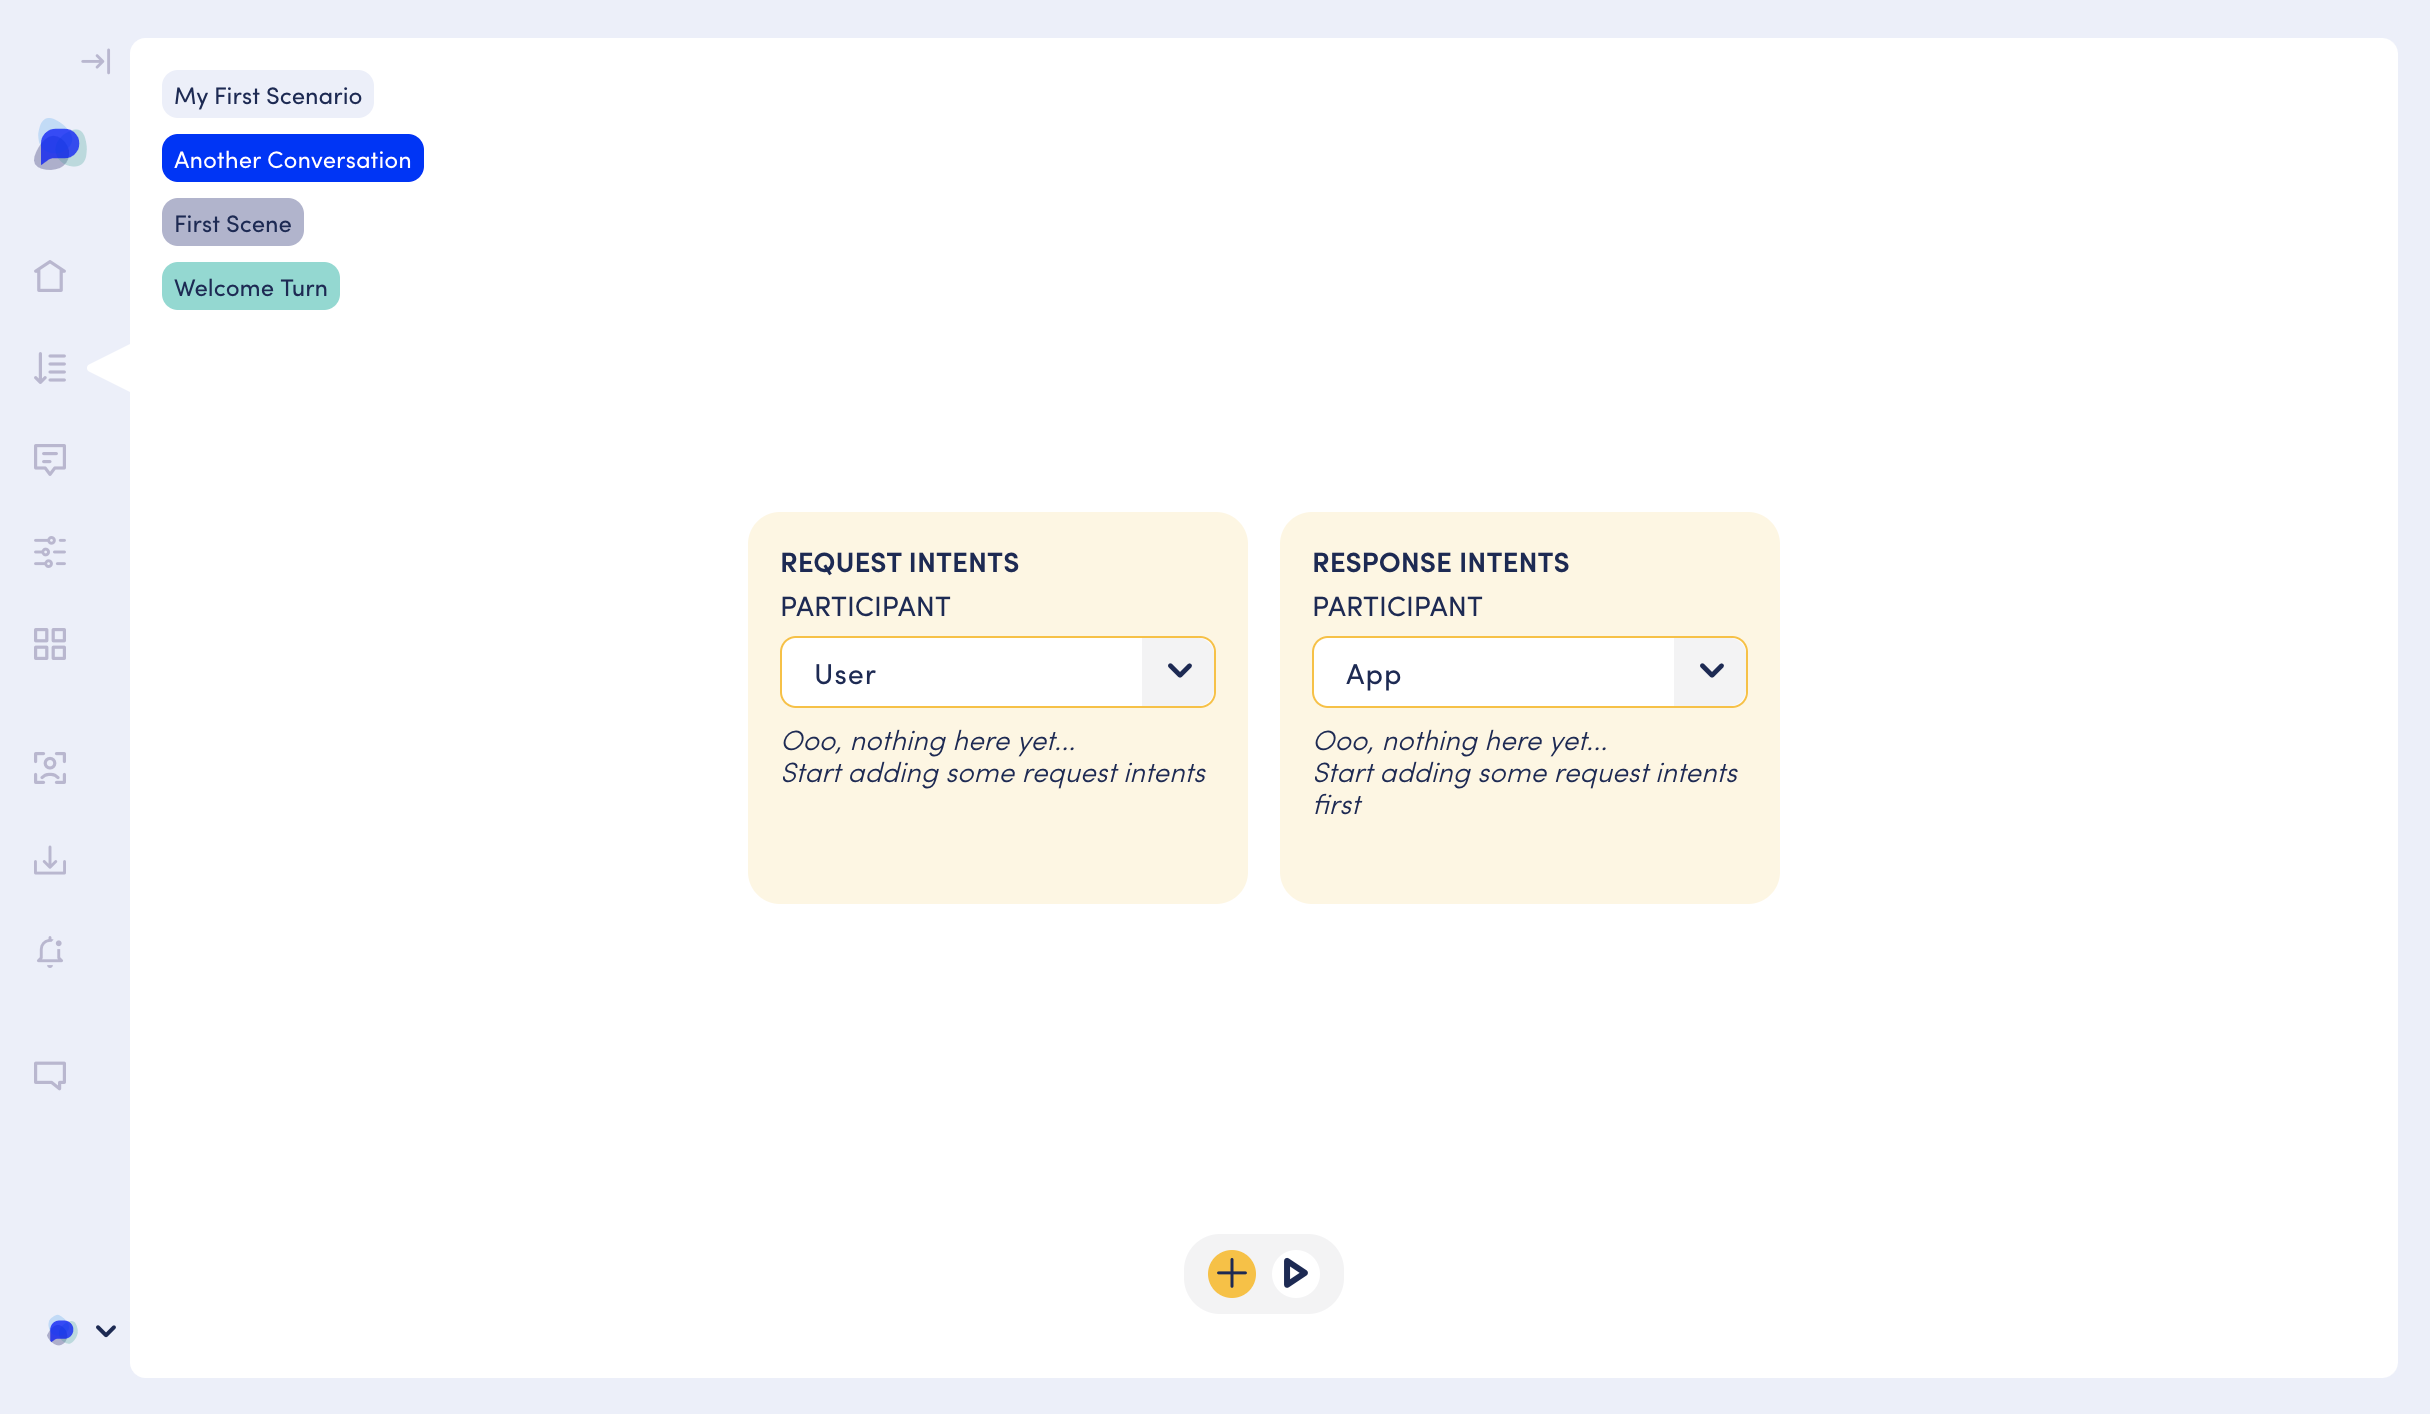 My First Scenario
Another Conversation
First Scene
Welcome Turn
REQUEST INTENTS
PARTICIPANT
User
Ooo, nothing here yet...
Start adding some request intents
RESPONSE INTENTS
PARTICIPANT
App
Ooo, nothing here yet...
Start adding some request intents
first